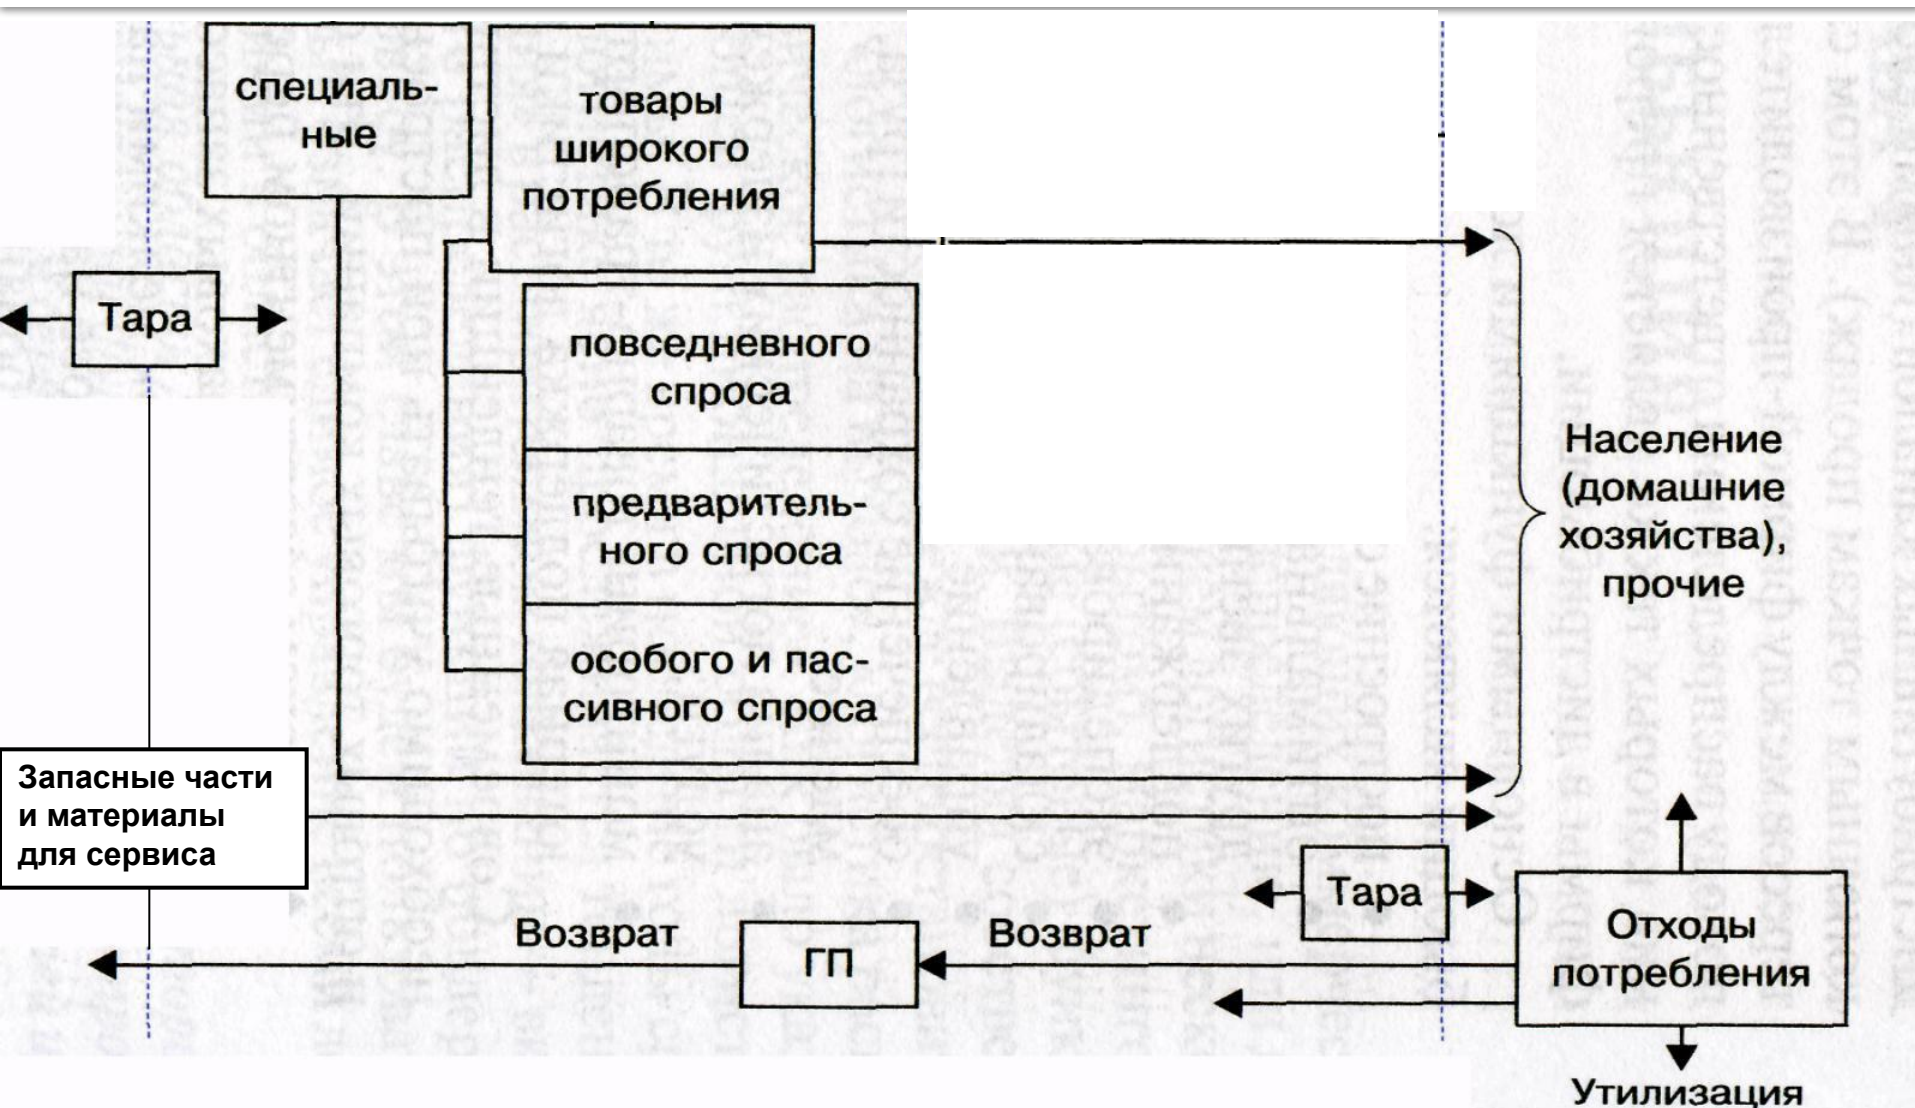 специаль-
ные
товары
широкого
потребления
Тара
повседневного
спроса
предваритель-
ного спроса
особого и пас-
сивного спроса
Население
(домашние
хозяйства),
прочие
Запасные части
и материалы
для сервиса
Тара
Возврат
ГП
Возврат
Отходы
потребления
Утилизация